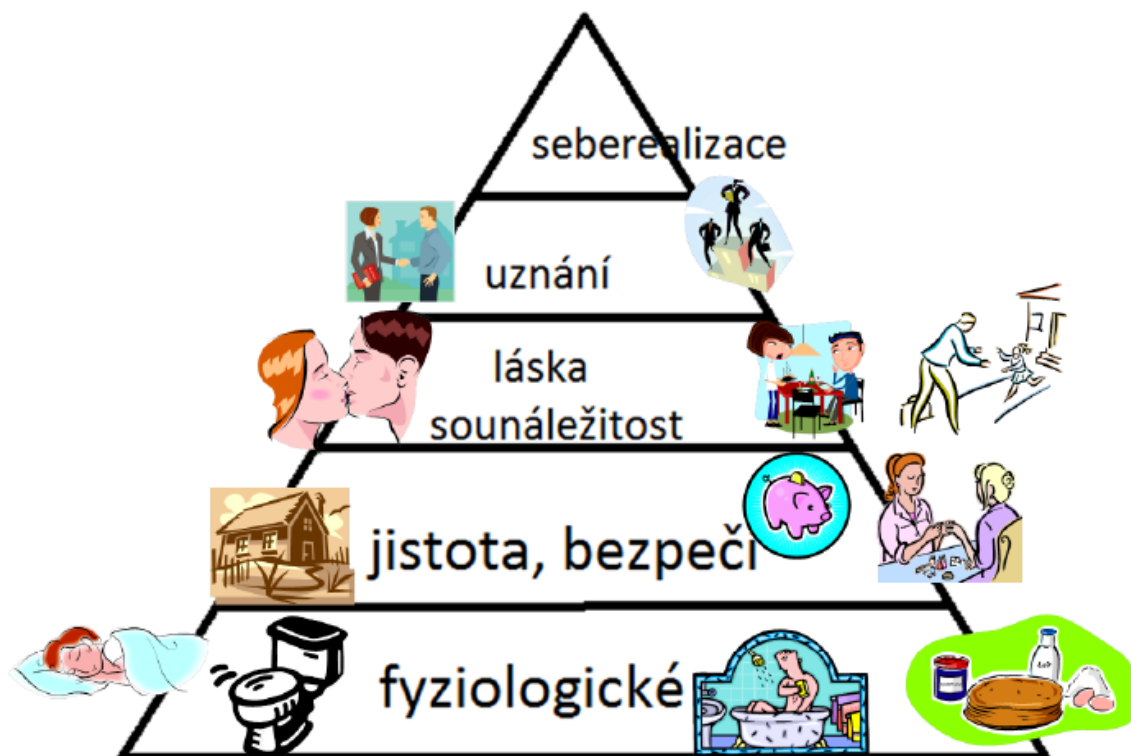 seberealizace
uznání
láska
sounáležitost
jistota, bezpečí
fyziologické